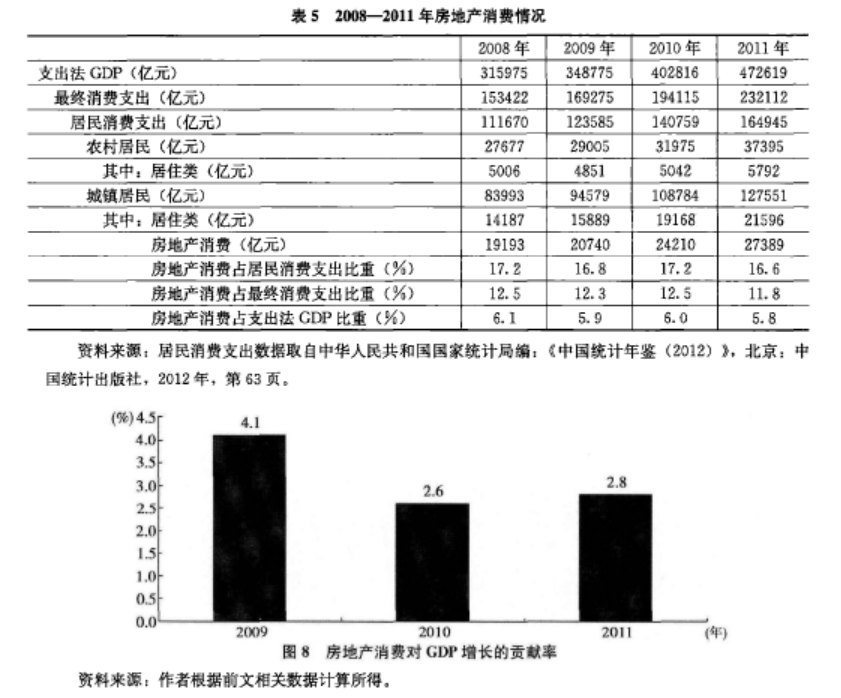 表 5 2008—2011 年房地产消费情况
2008 年 2009 年 2010 年 2011 年
支出法 GDP（亿元） 315975 348775 402816 472619
最终消费支出（亿元） 153422 169275 194115 232112
居民消费支出（亿元） 111670 123585 140759 164945
农村居民（亿元） 27677 29005 31975 37395
其中：居住类（亿元） 5006 4851 5042 5792
城镇居民（亿元） 83993 94579 108784 127551
其中：居住类（亿元） 14187 15889 19168 21596
房地产消费（亿元） 19193 20740 24210 27389
房地产消费占居民消费支出比重（%） 17.2 16.8 17.2 16.6
房地产消费占最终消费支出比重（%） 12.5 12.3 12.5 11.8
房地产消费占支出法 GDP 比重（%） 6.1 5.9 6.0 5.8
资料来源：居民消费支出数据取自中华人民共和国国家统计局编：《中国统计年鉴（2012）》，北京：中
国统计出版社，2012 年，第 63 页。
(%) 4.5
4.1
4.0
3.5
3.0
2.8
2.6
2.5
2.0
1.5
1.0
0.5
0.0
2009 2010 2011 (年)
图 8 房地产消费对 GDP 增长的贡献率
资料来源：作者根据前文相关数据计算所得。